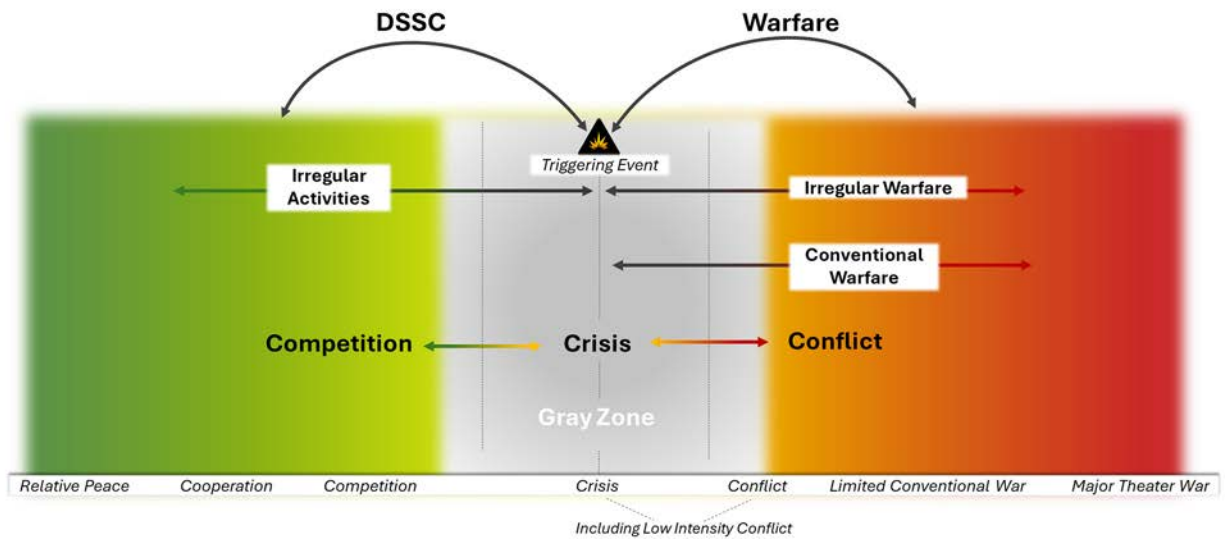 DSSC
Warfare
Triggering Event
Irregular
Activities
Irregular Warfare
Conventional
Warfare
Competition
Crisis
Conflict
Gray Zone
Relative Peace
Cooperation
Competition
Crisis
Conflict
Limited Conventional War
Major Theater War
Including Low Intensity Conflict